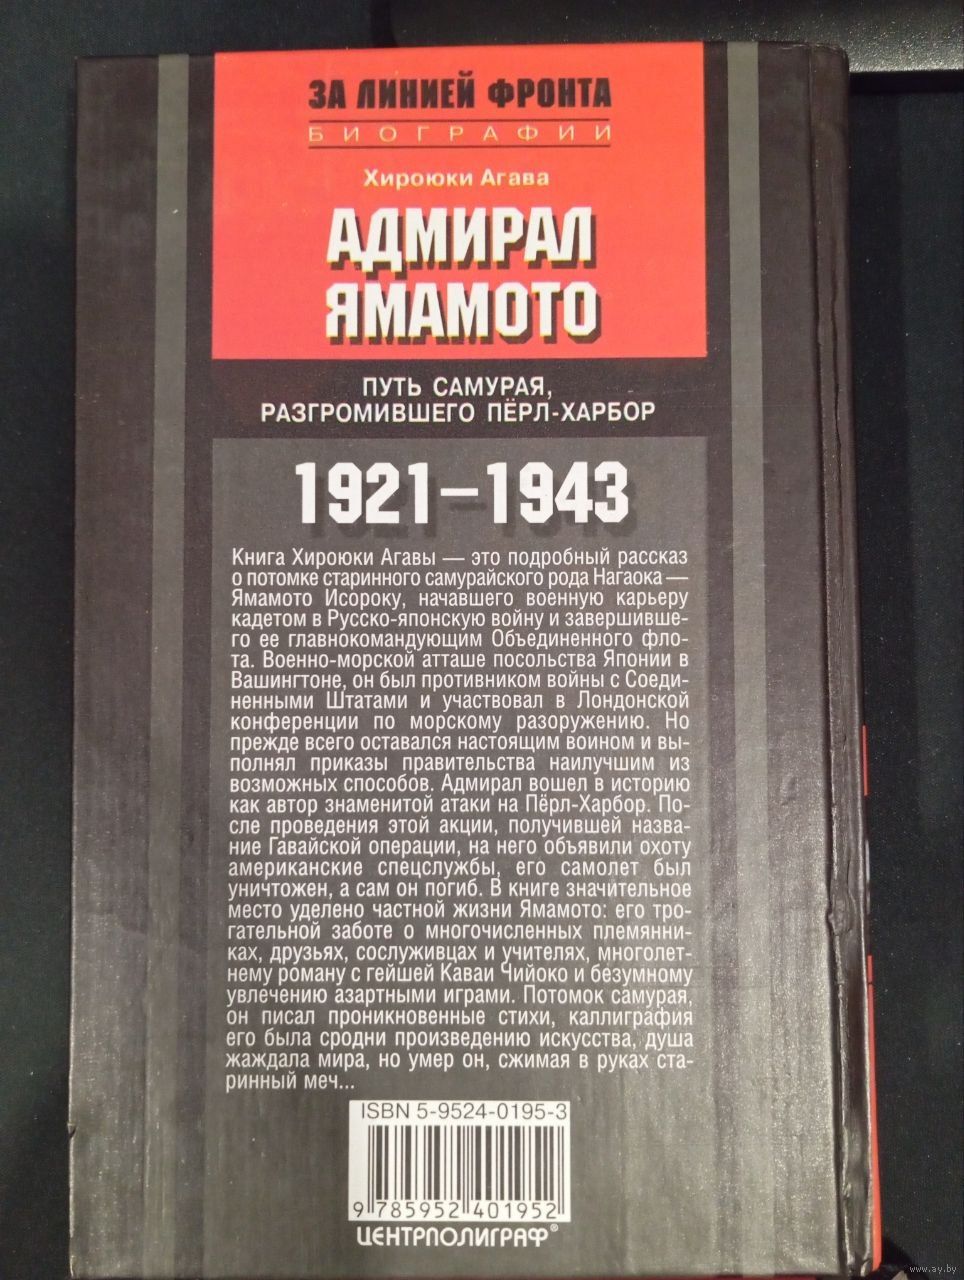 ЗА ЛИНИЕЙ ФРОНТА
БИОГРАФИИ
Хироюки Агава
АДМИРАЛ
ЯМАМОТО
ПУТЬ САМУРАЯ,
РАЗГРОМИВШЕГО ПЁРЛ-ХАРБОР
1921–1943
Книга Хироюки Агавы — это подробный рассказ
о потомке старинного самурайского рода Нагаока —
Ямамото Исороку, начавшего военную карьеру
кадетом в Русско-японскую войну и завершивше-
го ее главнокомандующим Объединенного фло-
та. Военно-морской атташе посольства Японии в
Вашингтоне, он был противником войны с Соеди-
ненными Штатами и участвовал в Лондонской
конференции по морскому разоружению. Но
прежде всего оставался настоящим воином и вы-
полнял приказы правительства наилучшим из
возможных способов. Адмирал вошел в историю
как автор знаменитой атаки на Пёрл-Харбор. По-
сле проведения этой акции, получившей назва-
ние Гавайской операции, на него объявили охоту
американские спецслужбы, его самолет был
уничтожен, а сам он погиб. В книге значительное
место уделено частной жизни Ямамото: его тро-
гательной заботе о многочисленных племянни-
ках, друзьях, сослуживцах и учителях, многолет-
нему роману с гейшей Каваи Чийоко и безумному
увлечению азартными играми. Потомок самурая,
он писал проникновенные стихи, каллиграфия
его была сродни произведению искусства, душа
жаждала мира, но умер он, сжимая в руках ста-
ринный меч...
ISBN 5-9524-0195-3
9 785952 401952
ЦЕНТРПОЛИГРАФ®
www.ay.by